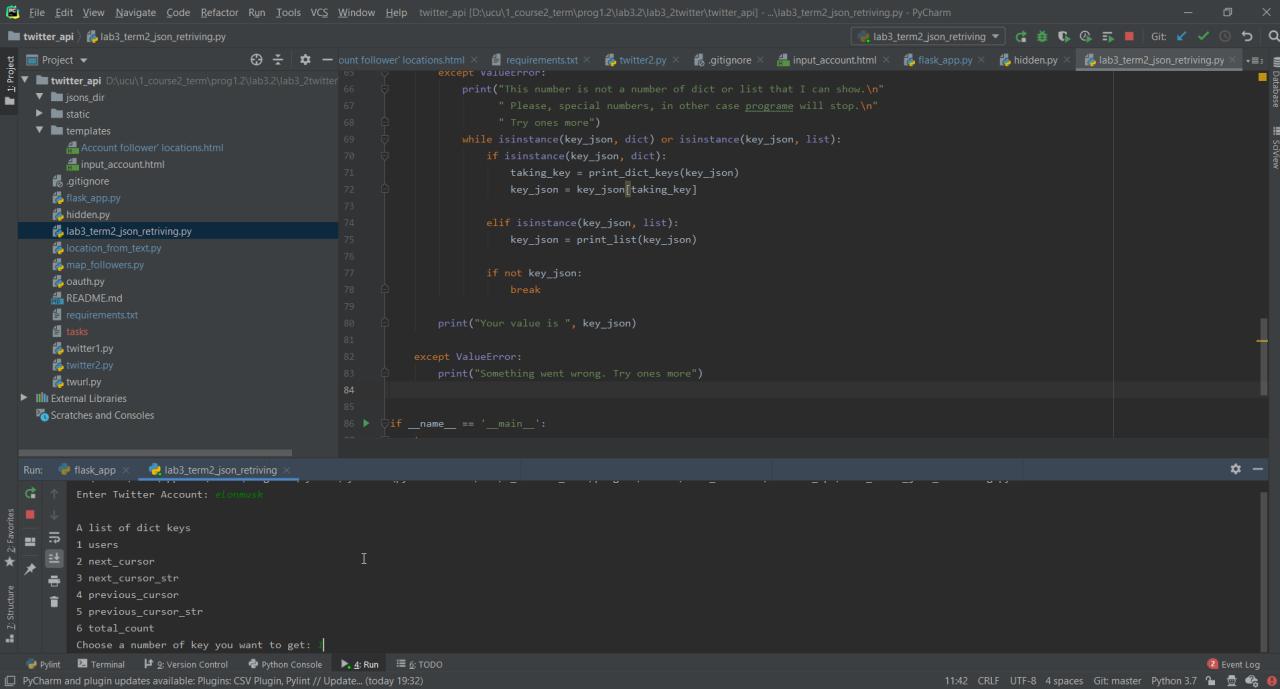 File Edit View Navigate Code Refactor Run Tools VCS Window Help twitter_api [D:\ucu\1_course2_term\prog1.2\lab3.2\lab3_2twitter\twitter_api] - ...\lab3_term2_json_retriving.py - PyCharm
twitter_api lab3_term2_json_retriving.py lab3_term2_json_retriving Git:
Project ount follower' locations.html requirements.txt twitter2.py .gitignore input_account.html flask_app.py hidden.py lab3_term2_json_retriving.py
1: Project
twitter_api D:\ucu\1_course2_term\prog1.2\lab3.2\lab3_2twitter
jsons_dir
static
templates
Account follower' locations.html
input_account.html
.gitignore
flask_app.py
hidden.py
lab3_term2_json_retriving.py
location_from_text.py
map_followers.py
oauth.py
README.md
requirements.txt
tasks
twitter1.py
twitter2.py
twurl.py
External Libraries
Scratches and Consoles
65 except ValueError:
66 print("This number is not a number of dict or list that I can show.\n"
67 " Please, special numbers, in other case programe will stop.\n"
68 " Try ones more")
69 while isinstance(key_json, dict) or isinstance(key_json, list):
70 if isinstance(key_json, dict):
71 taking_key = print_dict_keys(key_json)
72 key_json = key_json[taking_key]
73
74 elif isinstance(key_json, list):
75 key_json = print_list(key_json)
76
77 if not key_json:
78 break
79
80 print("Your value is ", key_json)
81
82 except ValueError:
83 print("Something went wrong. Try ones more")
84
85
86 if __name__ == '__main__':
Database
SciView
Run: flask_app lab3_term2_json_retriving
Enter Twitter Account: elonmusk
A list of dict keys
1 users
2 next_cursor
3 next_cursor_str
4 previous_cursor
5 previous_cursor_str
6 total_count
Choose a number of key you want to get:
2: Favorites
7: Structure
Pylint Terminal 9: Version Control Python Console 4: Run 6: TODO 2 Event Log
PyCharm and plugin updates available: Plugins: CSV Plugin, Pylint // Update... (today 19:32) 11:42 CRLF UTF-8 4 spaces Git: master Python 3.7